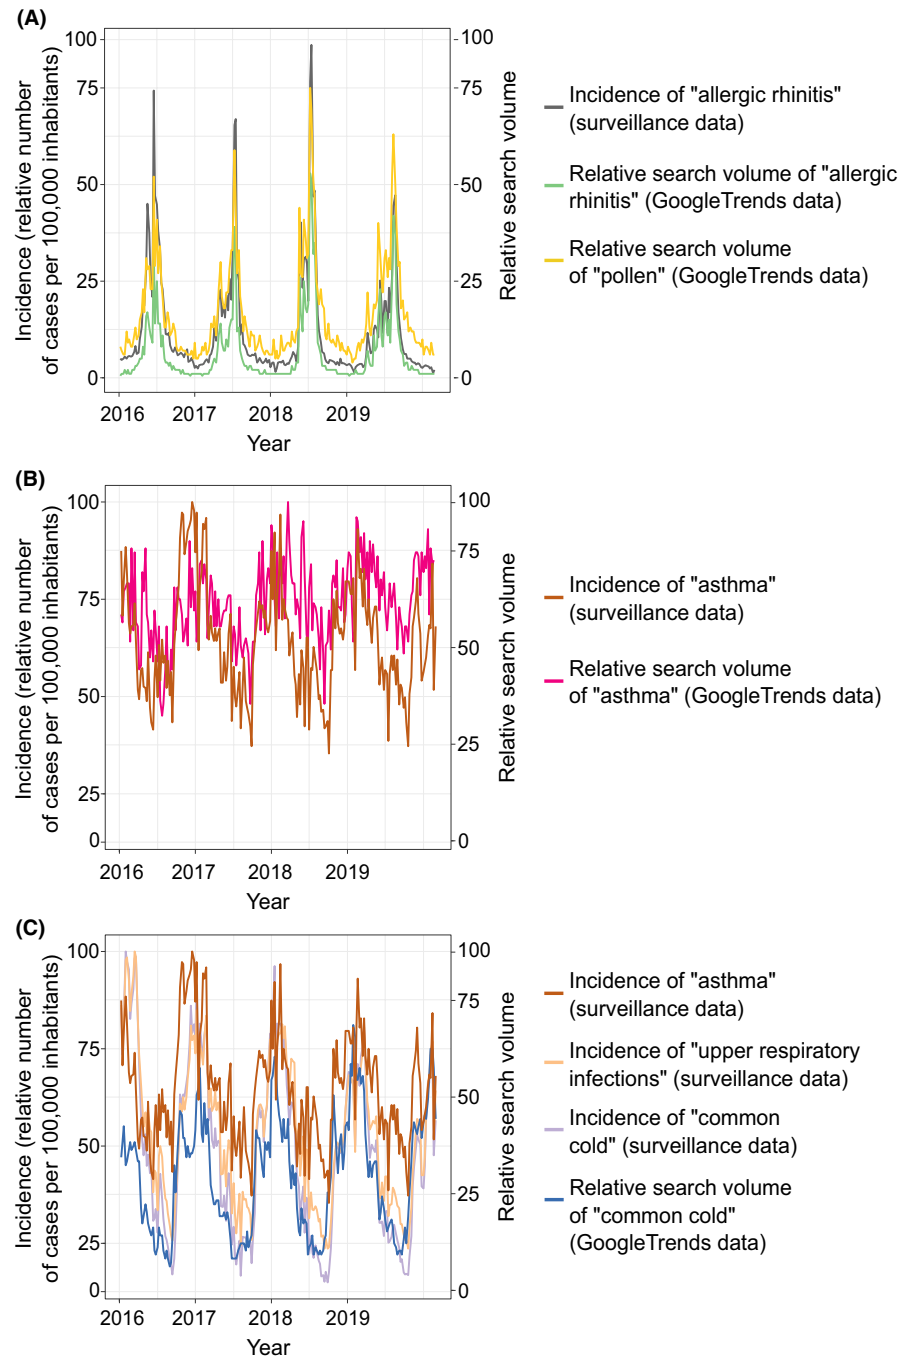 (A)
Incidence (relative number
of cases per 100,000 inhabitants)
100
75
50
25
0
100
75
50
25
0
Relative search volume
2016 2017 2018 2019
Year
Incidence of "allergic rhinitis"
(surveillance data)
Relative search volume of "allergic
rhinitis" (GoogleTrends data)
Relative search volume
of "pollen" (GoogleTrends data)
(B)
Incidence (relative number
of cases per 100,000 inhabitants)
100
75
50
25
0
100
75
50
25
0
Relative search volume
2016 2017 2018 2019
Year
Incidence of "asthma"
(surveillance data)
Relative search volume
of "asthma" (GoogleTrends data)
(C)
Incidence (relative number
of cases per 100,000 inhabitants)
100
75
50
25
0
100
75
50
25
0
Relative search volume
2016 2017 2018 2019
Year
Incidence of "asthma"
(surveillance data)
Incidence of "upper respiratory
infections" (surveillance data)
Incidence of "common
cold" (surveillance data)
Relative search volume
of "common cold"
(GoogleTrends data)